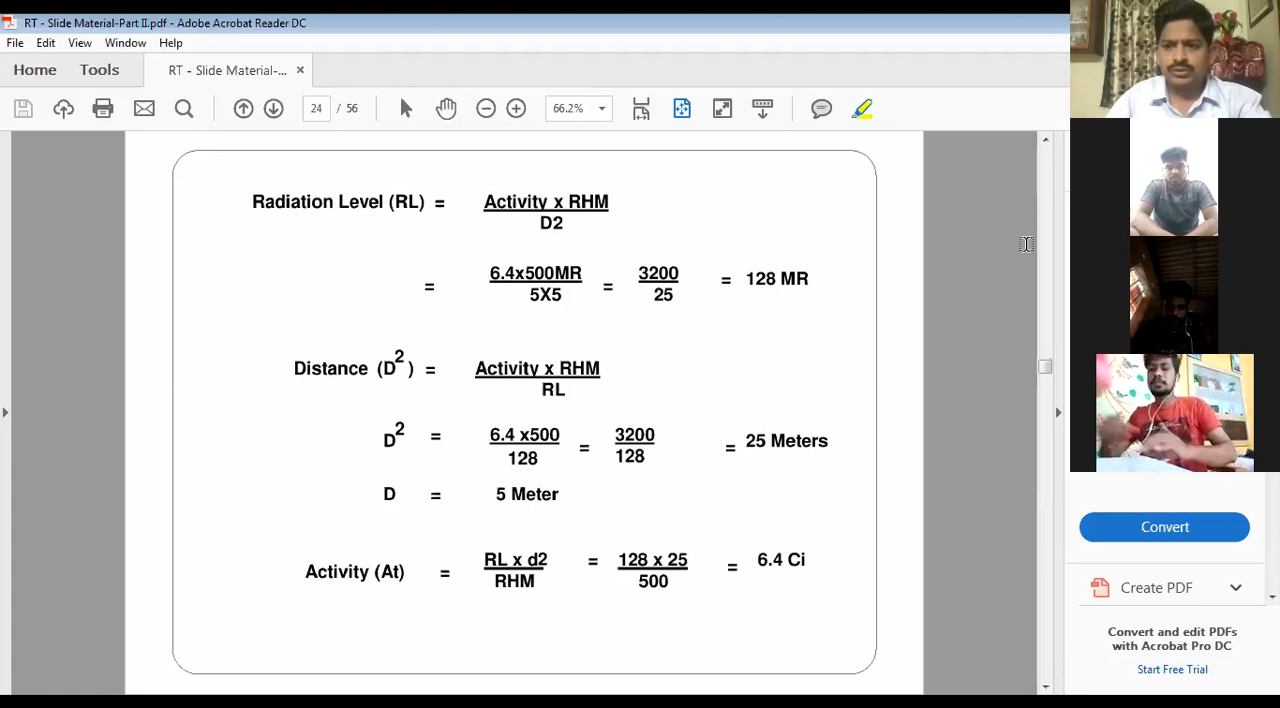 RT - Slide Material-Part II.pdf - Adobe Acrobat Reader DC
File Edit View Window Help
Home Tools RT - Slide Material-... ×
24 / 56 66.2%
Radiation Level (RL) = Activity x RHM
D2
= 6.4x500MR = 3200 = 128 MR
5X5 25
Distance (D2) = Activity x RHM
RL
D2 = 6.4 x500 = 3200 = 25 Meters
128 128
D = 5 Meter
Activity (At) = RL x d2 = 128 x 25 = 6.4 Ci
RHM 500
Convert
Create PDF
Convert and edit PDFs
with Acrobat Pro DC
Start Free Trial